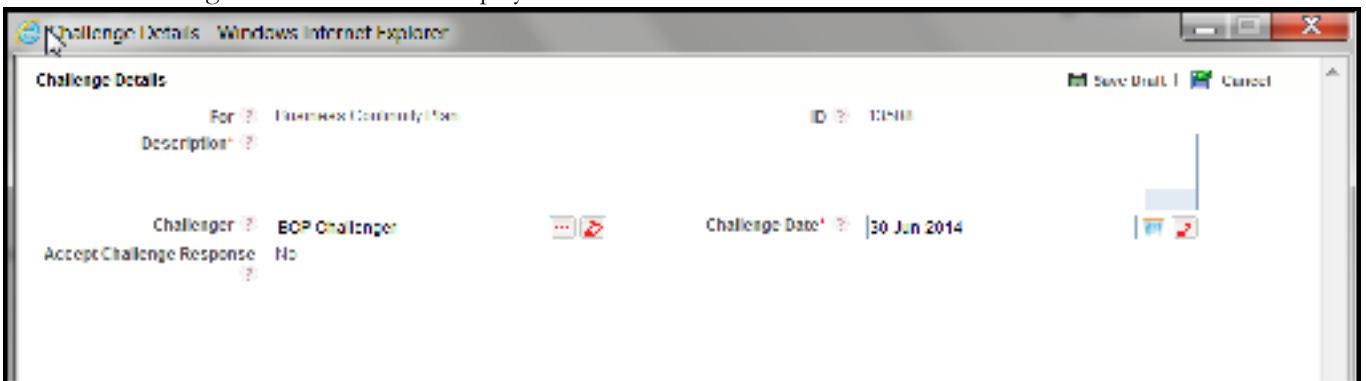 Challenge Details - Windows Internet Explorer
Challenge Details Save Draft | Cancel
For ? Business Continuity Plan ID ?
Description* ?
Challenger ? BCP Challenger Challenge Date* ? 30 Jun 2014
Accept Challenge Response No
?